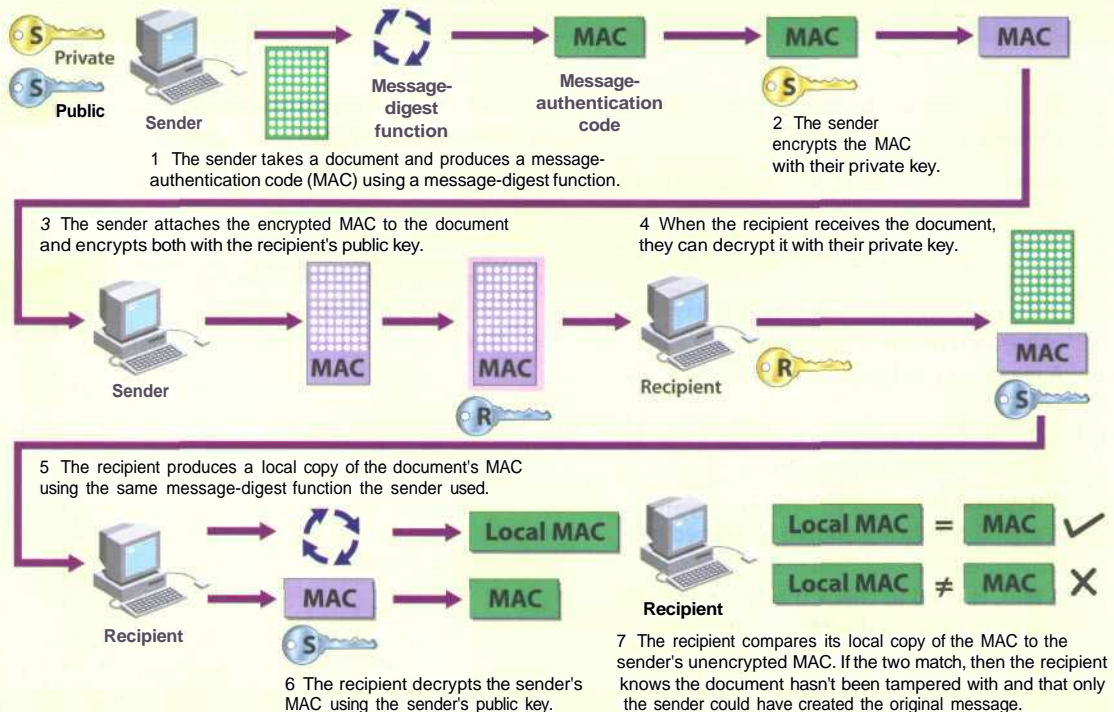 S
Private
S
Public
Sender
Message-
digest
function
MAC
Message-
authentication
code
MAC
S
MAC
1 The sender takes a document and produces a message-
authentication code (MAC) using a message-digest function.
2 The sender
encrypts the MAC
with their private key.
3 The sender attaches the encrypted MAC to the document
and encrypts both with the recipient's public key.
4 When the recipient receives the document,
they can decrypt it with their private key.
Sender
MAC
MAC
R
Recipient
R
MAC
S
5 The recipient produces a local copy of the document's MAC
using the same message-digest function the sender used.
Recipient
Local MAC
MAC
S
MAC
6 The recipient decrypts the sender's
MAC using the sender's public key.
Recipient
Local MAC = MAC
Local MAC ≠ MAC
7 The recipient compares its local copy of the MAC to the
sender's unencrypted MAC. If the two match, then the recipient
knows the document hasn't been tampered with and that only
the sender could have created the original message.